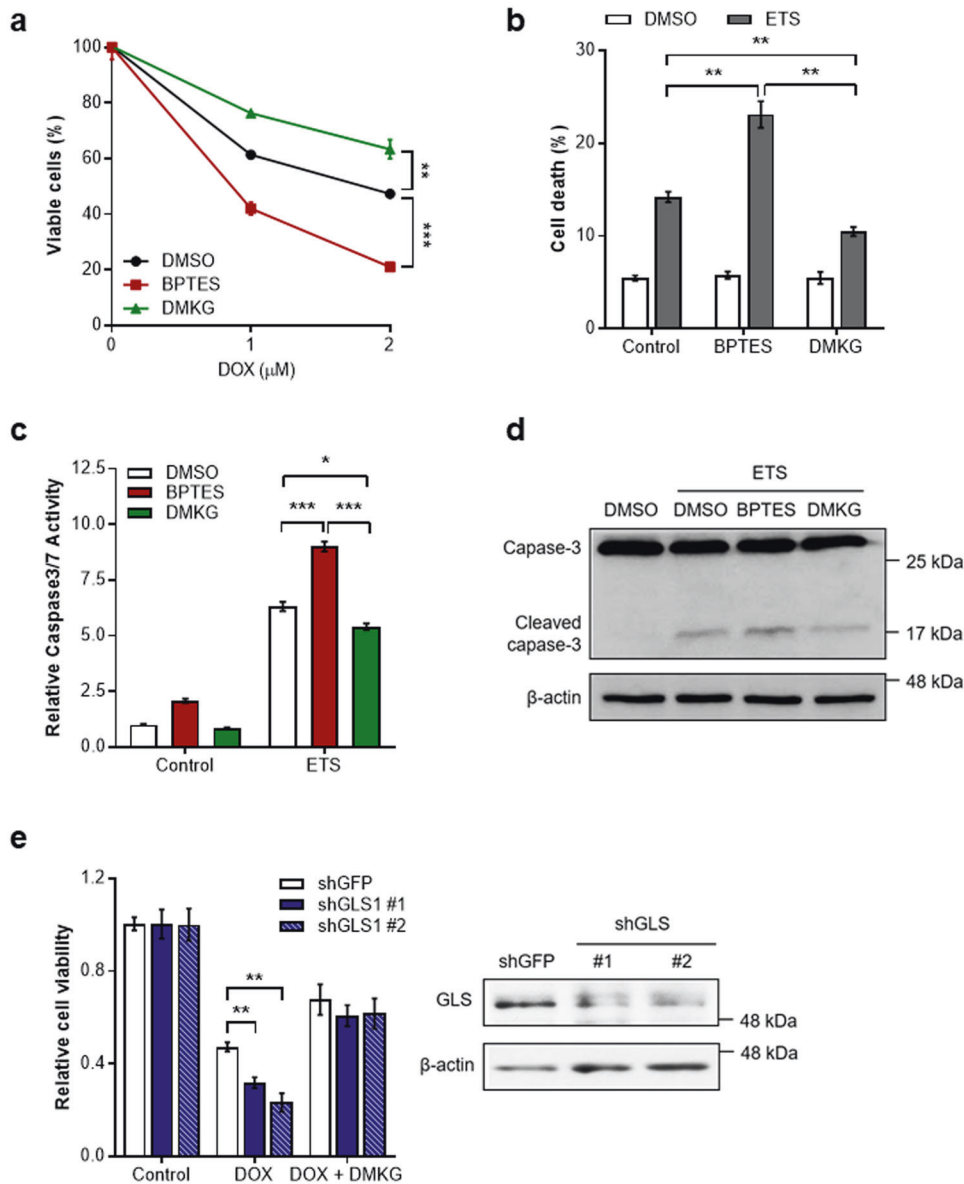 a
100
80
60
40
20
0
Viable cells (%)
**
***
DMSO
BPTES
DMKG
0 1 2
DOX (μM)
b
DMSO ETS
30
20
10
0
Cell death (%)
**
** **
Control BPTES DMKG
c
12.5
10.0
7.5
5.0
2.5
0.0
Relative Caspase3/7 Activity
DMSO
BPTES
DMKG
*
*** ***
Control ETS
d
ETS
DMSO DMSO BPTES DMKG
Capase-3
25 kDa
Cleaved
capase-3
17 kDa
48 kDa
β-actin
e
1.2
0.8
0.4
0.0
Relative cell viability
shGFP
shGLS1 #1
shGLS1 #2
**
**
Control DOX DOX + DMKG
shGLS
shGFP #1 #2
GLS
48 kDa
48 kDa
β-actin